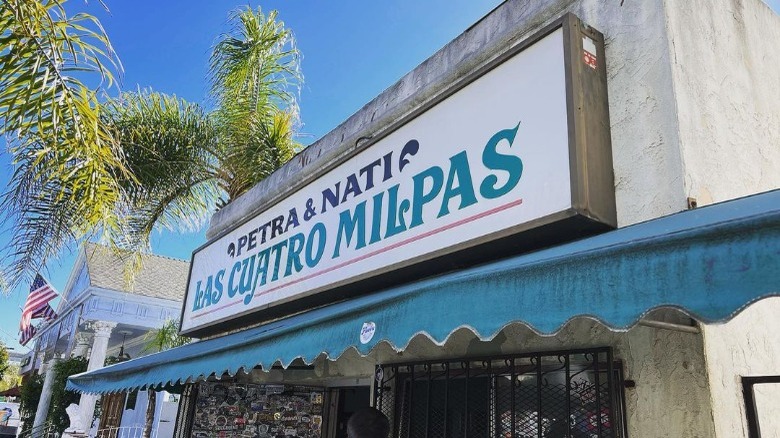 PETRA & NATI
LAS CUATRO MILPAS